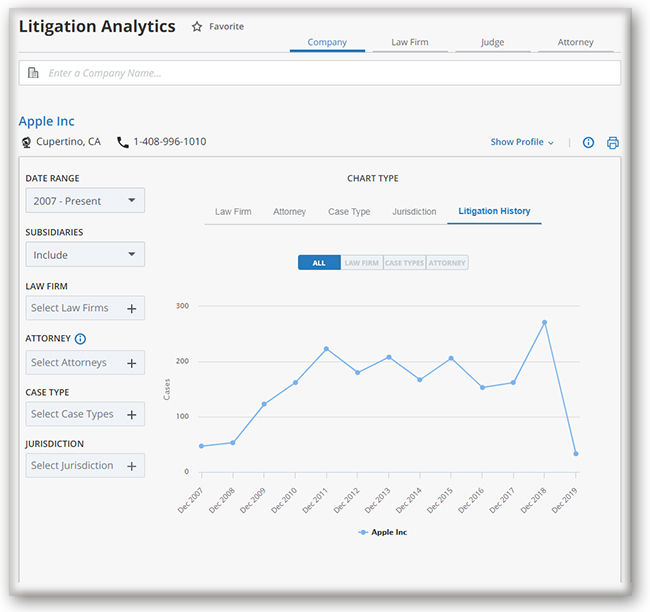 Litigation Analytics
Favorite
Company Law Firm Judge Attorney
Enter a Company Name...
Apple Inc
Cupertino, CA 1-408-996-1010
Show Profile
DATE RANGE
2007 - Present
SUBSIDIARIES
Include
LAW FIRM
Select Law Firms +
ATTORNEY
Select Attorneys +
CASE TYPE
Select Case Types +
JURISDICTION
Select Jurisdiction +
CHART TYPE
Law Firm Attorney Case Type Jurisdiction Litigation History
ALL LAW FIRM CASE TYPES ATTORNEY
300
200
100
0
Cases
Dec 2007 Dec 2008 Dec 2009 Dec 2010 Dec 2011 Dec 2012 Dec 2013 Dec 2014 Dec 2015 Dec 2016 Dec 2017 Dec 2018 Dec 2019
Apple Inc